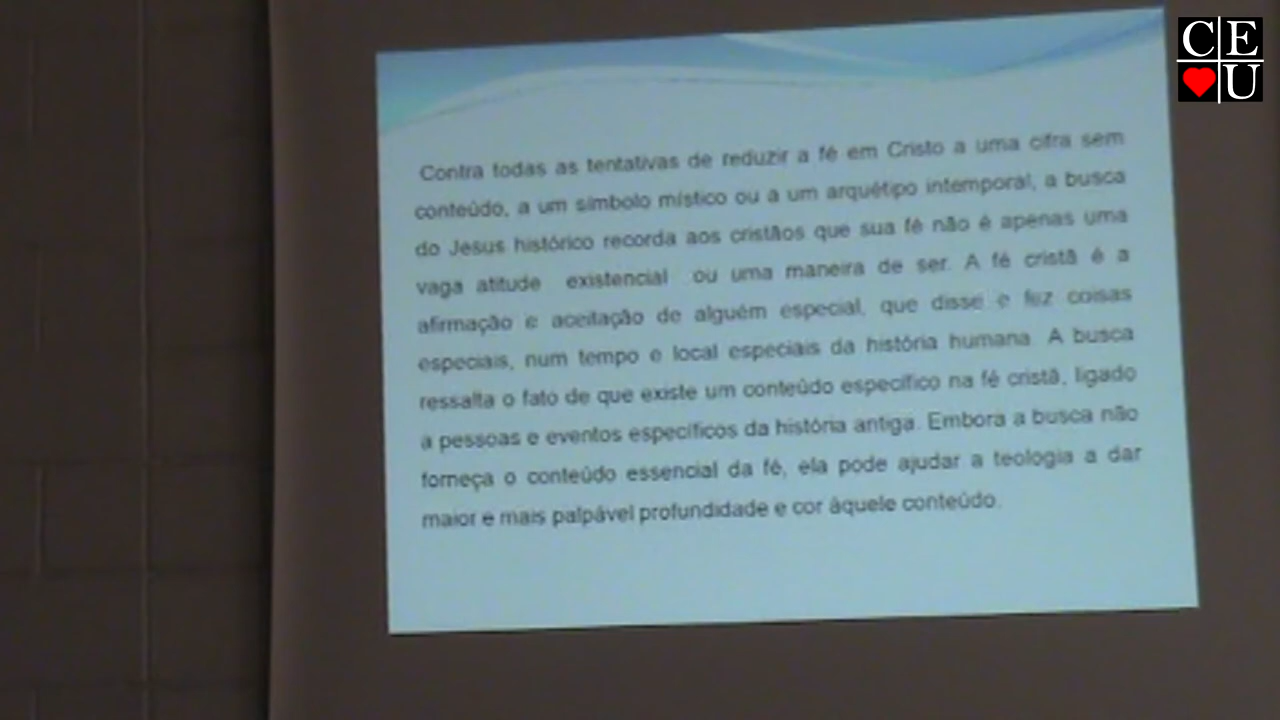 CE
U
Contra todas as tentativas de reduzir a fé em Cristo a uma cifra sem
conteúdo, a um símbolo místico ou a um arquétipo intemporal, a busca
do Jesus histórico recorda aos cristãos que sua fé não é apenas uma
vaga atitude existencial ou uma maneira de ser. A fé cristã é a
afirmação e aceitação de alguém especial, que disse e fez coisas
especiais, num tempo e local especiais da história humana. A busca
ressalta o fato de que existe um conteúdo específico na fé cristã, ligado
a pessoas e eventos específicos da história antiga. Embora a busca não
forneça o conteúdo essencial da fé, ela pode ajudar a teologia a dar
maior e mais palpável profundidade e cor àquele conteúdo.